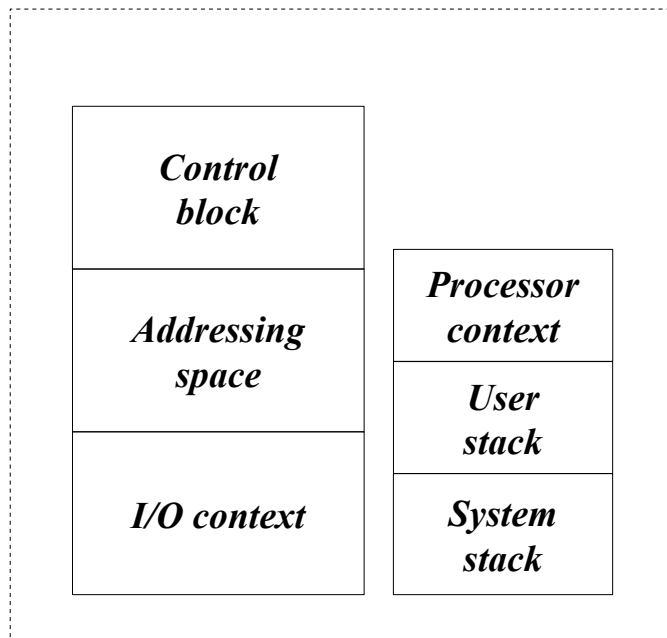 Control
block
Addressing
space
I/O context
Processor
context
User
stack
System
stack